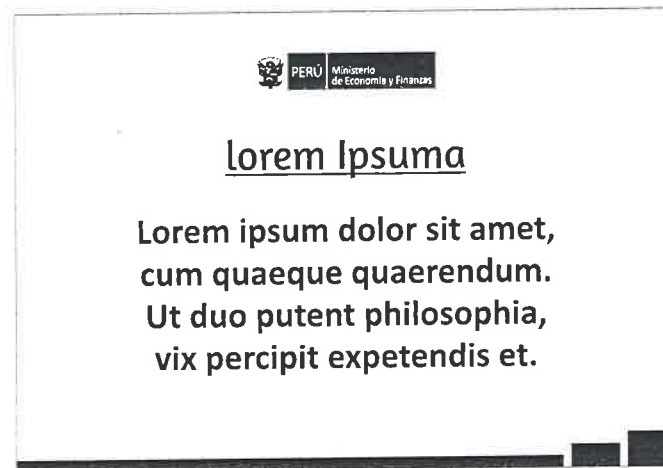 PERÚ
Ministerio
de Economía y Finanzas
lorem Ipsuma
Lorem ipsum dolor sit amet,
cum quaeque quaerendum.
Ut duo putent philosophia,
vix percipit expetendis et.